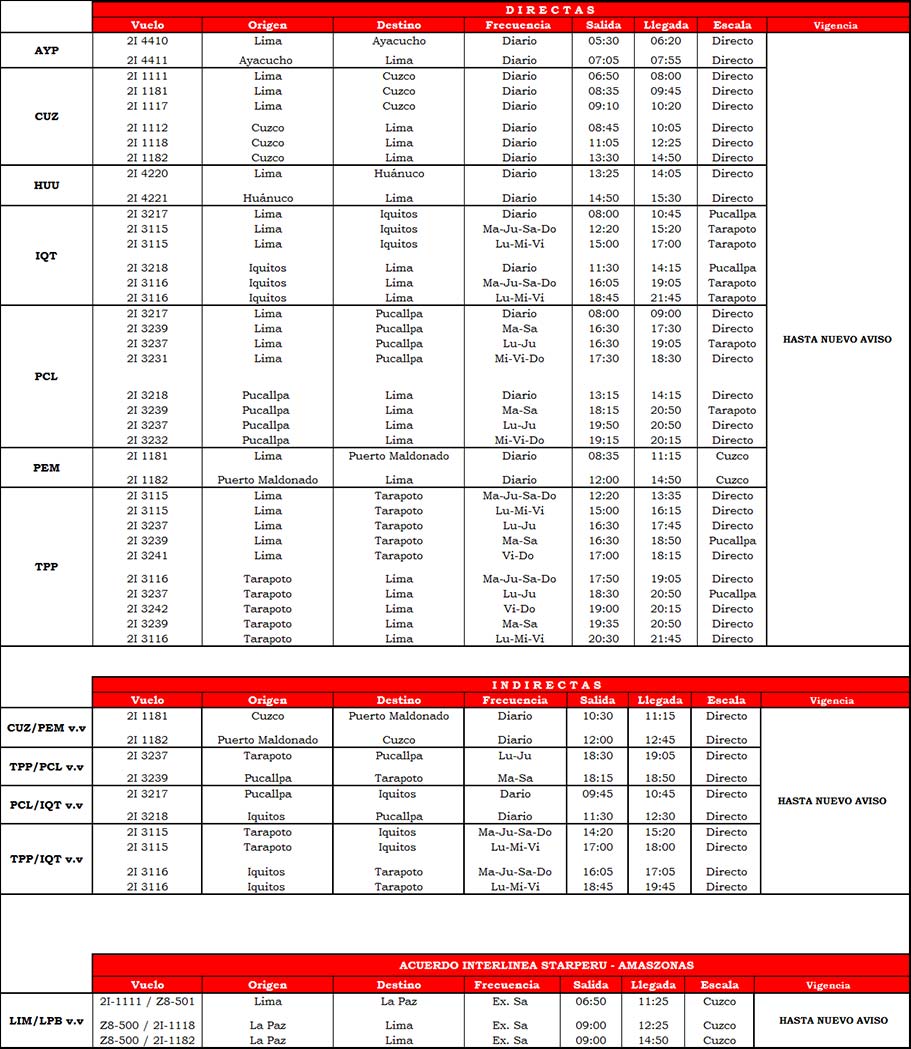 D I R E C T A S
Vuelo Origen Destino Frecuencia Salida Llegada Escala Vigencia
AYP
2I 4410 Lima Ayacucho Diario 05:30 06:20 Directo
2I 4411 Ayacucho Lima Diario 07:05 07:55 Directo
CUZ
2I 1111 Lima Cuzco Diario 06:50 08:00 Directo
2I 1181 Lima Cuzco Diario 08:35 09:45 Directo
2I 1117 Lima Cuzco Diario 09:10 10:20 Directo
2I 1112 Cuzco Lima Diario 08:45 10:05 Directo
2I 1118 Cuzco Lima Diario 11:05 12:25 Directo
2I 1182 Cuzco Lima Diario 13:30 14:50 Directo
HUU
2I 4220 Lima Huánuco Diario 13:25 14:05 Directo
2I 4221 Huánuco Lima Diario 14:50 15:30 Directo
IQT
2I 3217 Lima Iquitos Diario 08:00 10:45 Pucallpa
2I 3115 Lima Iquitos Ma-Ju-Sa-Do 12:20 15:20 Tarapoto
2I 3115 Lima Iquitos Lu-Mi-Vi 15:00 17:00 Tarapoto
2I 3218 Iquitos Lima Diario 11:30 14:15 Pucallpa
2I 3116 Iquitos Lima Ma-Ju-Sa-Do 16:05 19:05 Tarapoto
2I 3116 Iquitos Lima Lu-Mi-Vi 18:45 21:45 Tarapoto
PCL
2I 3217 Lima Pucallpa Diario 08:00 09:00 Directo
2I 3239 Lima Pucallpa Ma-Sa 16:30 17:30 Directo
2I 3237 Lima Pucallpa Lu-Ju 16:30 19:05 Tarapoto
2I 3231 Lima Pucallpa Mi-Vi-Do 17:30 18:30 Directo
2I 3218 Pucallpa Lima Diario 13:15 14:15 Directo
2I 3239 Pucallpa Lima Ma-Sa 18:15 20:50 Tarapoto
2I 3237 Pucallpa Lima Lu-Ju 19:50 20:50 Directo
2I 3232 Pucallpa Lima Mi-Vi-Do 19:15 20:15 Directo
HASTA NUEVO AVISO
PEM
2I 1181 Lima Puerto Maldonado Diario 08:35 11:15 Cuzco
2I 1182 Puerto Maldonado Lima Diario 12:00 14:50 Cuzco
TPP
2I 3115 Lima Tarapoto Ma-Ju-Sa-Do 12:20 13:35 Directo
2I 3115 Lima Tarapoto Lu-Mi-Vi 15:00 16:15 Directo
2I 3237 Lima Tarapoto Lu-Ju 16:30 17:45 Directo
2I 3239 Lima Tarapoto Ma-Sa 16:30 18:50 Pucallpa
2I 3241 Lima Tarapoto Vi-Do 17:00 18:15 Directo
2I 3116 Tarapoto Lima Ma-Ju-Sa-Do 17:50 19:05 Directo
2I 3237 Tarapoto Lima Lu-Ju 18:30 20:50 Pucallpa
2I 3242 Tarapoto Lima Vi-Do 19:00 20:15 Directo
2I 3239 Tarapoto Lima Ma-Sa 19:35 20:50 Directo
2I 3116 Tarapoto Lima Lu-Mi-Vi 20:30 21:45 Directo
I N D I R E C T A S
Vuelo Origen Destino Frecuencia Salida Llegada Escala Vigencia
CUZ/PEM v.v
2I 1181 Cuzco Puerto Maldonado Diario 10:30 11:15 Directo
2I 1182 Puerto Maldonado Cuzco Diario 12:00 12:45 Directo
TPP/PCL v.v
2I 3237 Tarapoto Pucallpa Lu-Ju 18:30 19:05 Directo
2I 3239 Pucallpa Tarapoto Ma-Sa 18:15 18:50 Directo
PCL/IQT v.v
2I 3217 Pucallpa Iquitos Dario 09:45 10:45 Directo
2I 3218 Iquitos Pucallpa Diario 11:30 12:30 Directo
HASTA NUEVO AVISO
TPP/IQT v.v
2I 3115 Tarapoto Iquitos Ma-Ju-Sa-Do 14:20 15:20 Directo
2I 3115 Tarapoto Iquitos Lu-Mi-Vi 17:00 18:00 Directo
2I 3116 Iquitos Tarapoto Ma-Ju-Sa-Do 16:05 17:05 Directo
2I 3116 Iquitos Tarapoto Lu-Mi-Vi 18:45 19:45 Directo
ACUERDO INTERLINEA STARPERU - AMASZONAS
Vuelo Origen Destino Frecuencia Salida Llegada Escala Vigencia
LIM/LPB v.v
2I-1111 / Z8-501 Lima La Paz Ex. Sa 06:50 11:25 Cuzco
Z8-500 / 2I-1118 La Paz Lima Ex. Sa 09:00 12:25 Cuzco
Z8-500 / 2I-1182 La Paz Lima Ex. Sa 09:00 14:50 Cuzco
HASTA NUEVO AVISO